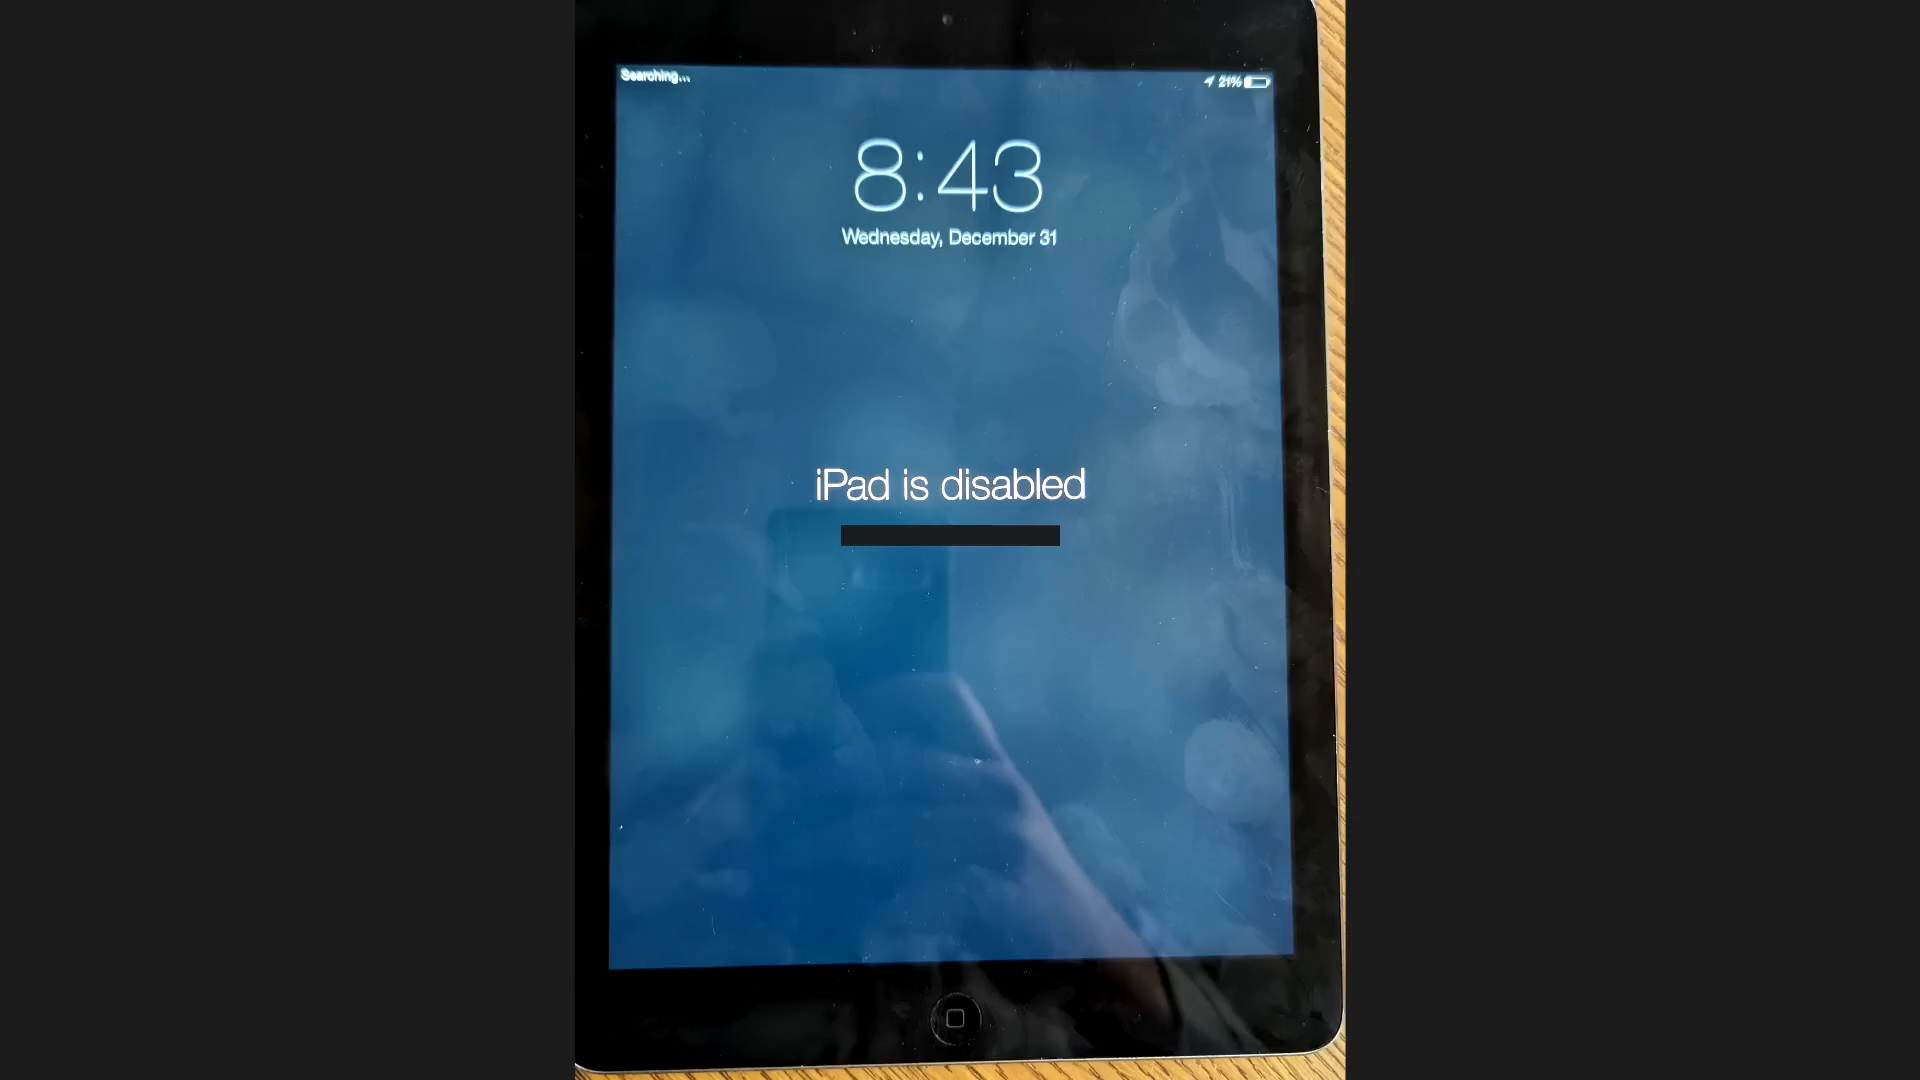 Searching...
21%
8:43
Wednesday, December 31
iPad is disabled